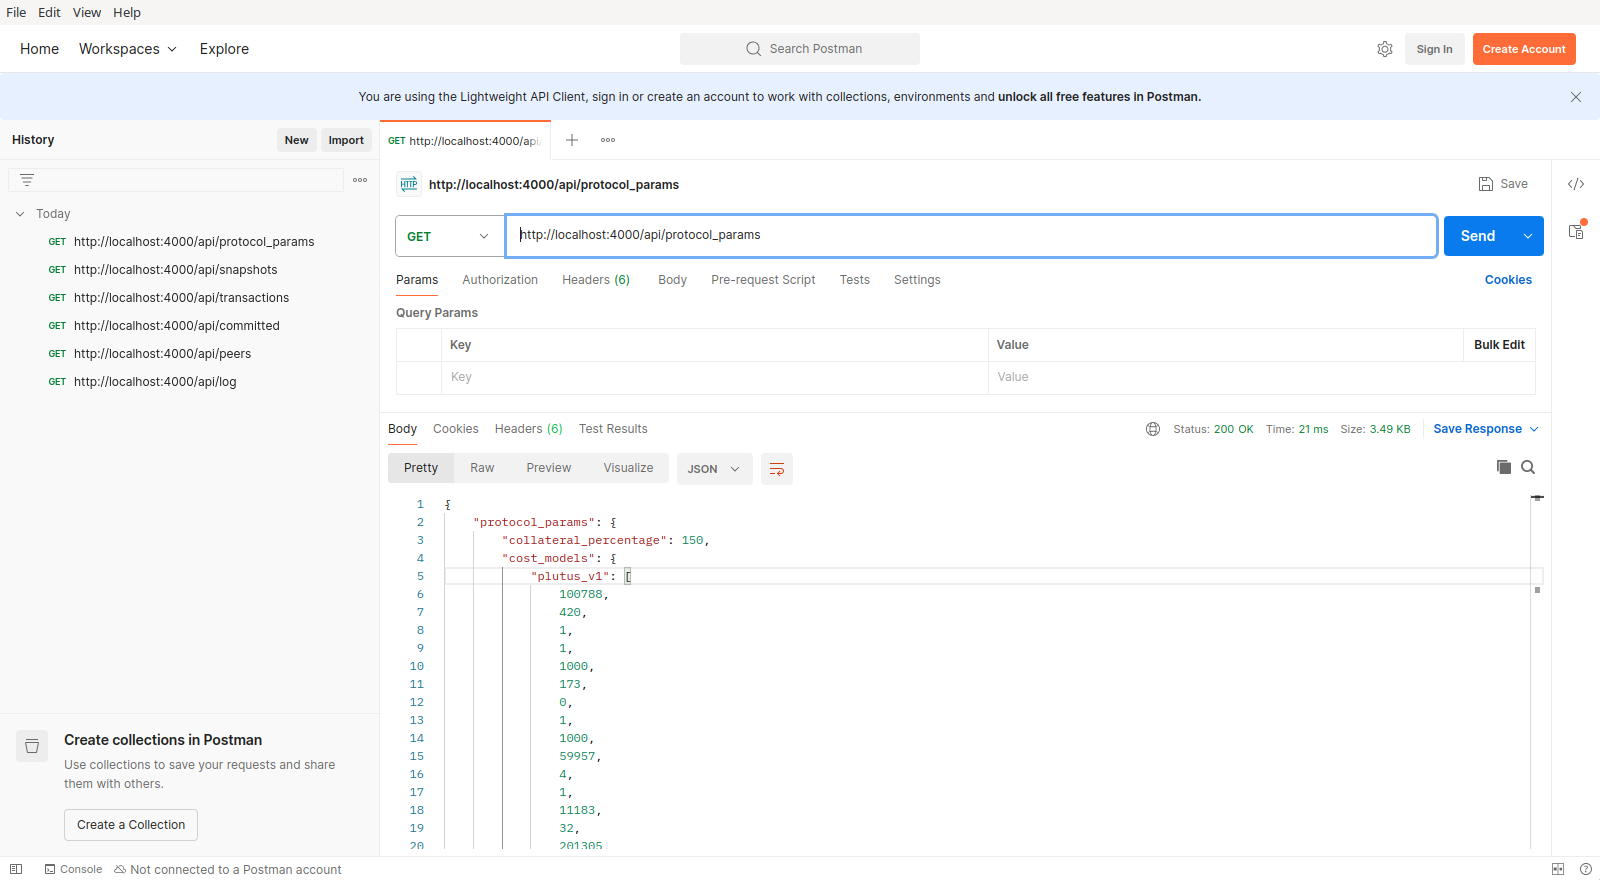 File Edit View Help
Home Workspaces Explore Search Postman Sign In Create Account
You are using the Lightweight API Client, sign in or create an account to work with collections, environments and unlock all free features in Postman.
History New Import
GET http://localhost:4000/api
HTTP http://localhost:4000/api/protocol_params Save
Today
GET http://localhost:4000/api/protocol_params
GET http://localhost:4000/api/snapshots
GET http://localhost:4000/api/transactions
GET http://localhost:4000/api/committed
GET http://localhost:4000/api/peers
GET http://localhost:4000/api/log
GET http://localhost:4000/api/protocol_params Send
Params Authorization Headers (6) Body Pre-request Script Tests Settings Cookies
Query Params
Key Value Bulk Edit
Key Value
Body Cookies Headers (6) Test Results Status: 200 OK Time: 21 ms Size: 3.49 KB Save Response
Pretty Raw Preview Visualize JSON
1 {
2 "protocol_params": {
3 "collateral_percentage": 150,
4 "cost_models": {
5 "plutus_v1": [
6 100788,
7 420,
8 1,
9 1,
10 1000,
11 173,
12 0,
13 1,
14 1000,
15 59957,
16 4,
17 1,
18 11183,
19 32,
20 201305,
Create collections in Postman
Use collections to save your requests and share
them with others.
Create a Collection
Console Not connected to a Postman account